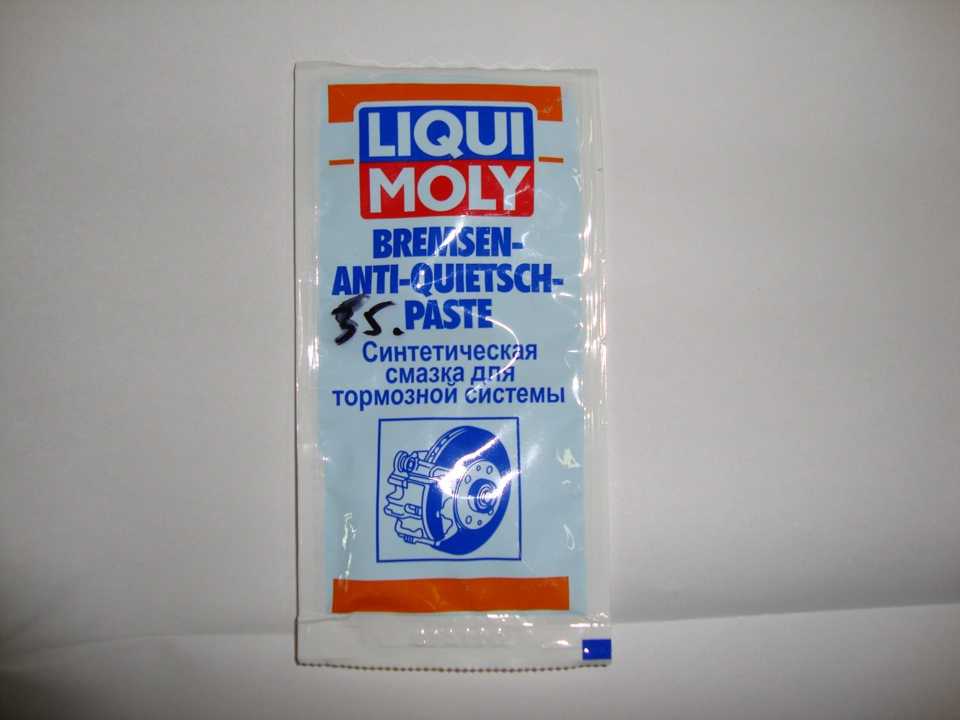 LIQUI
MOLY
BREMSEN-
ANTI-QUIETSCH-
35. PASTE
Синтетическая
смазка для
тормозной системы